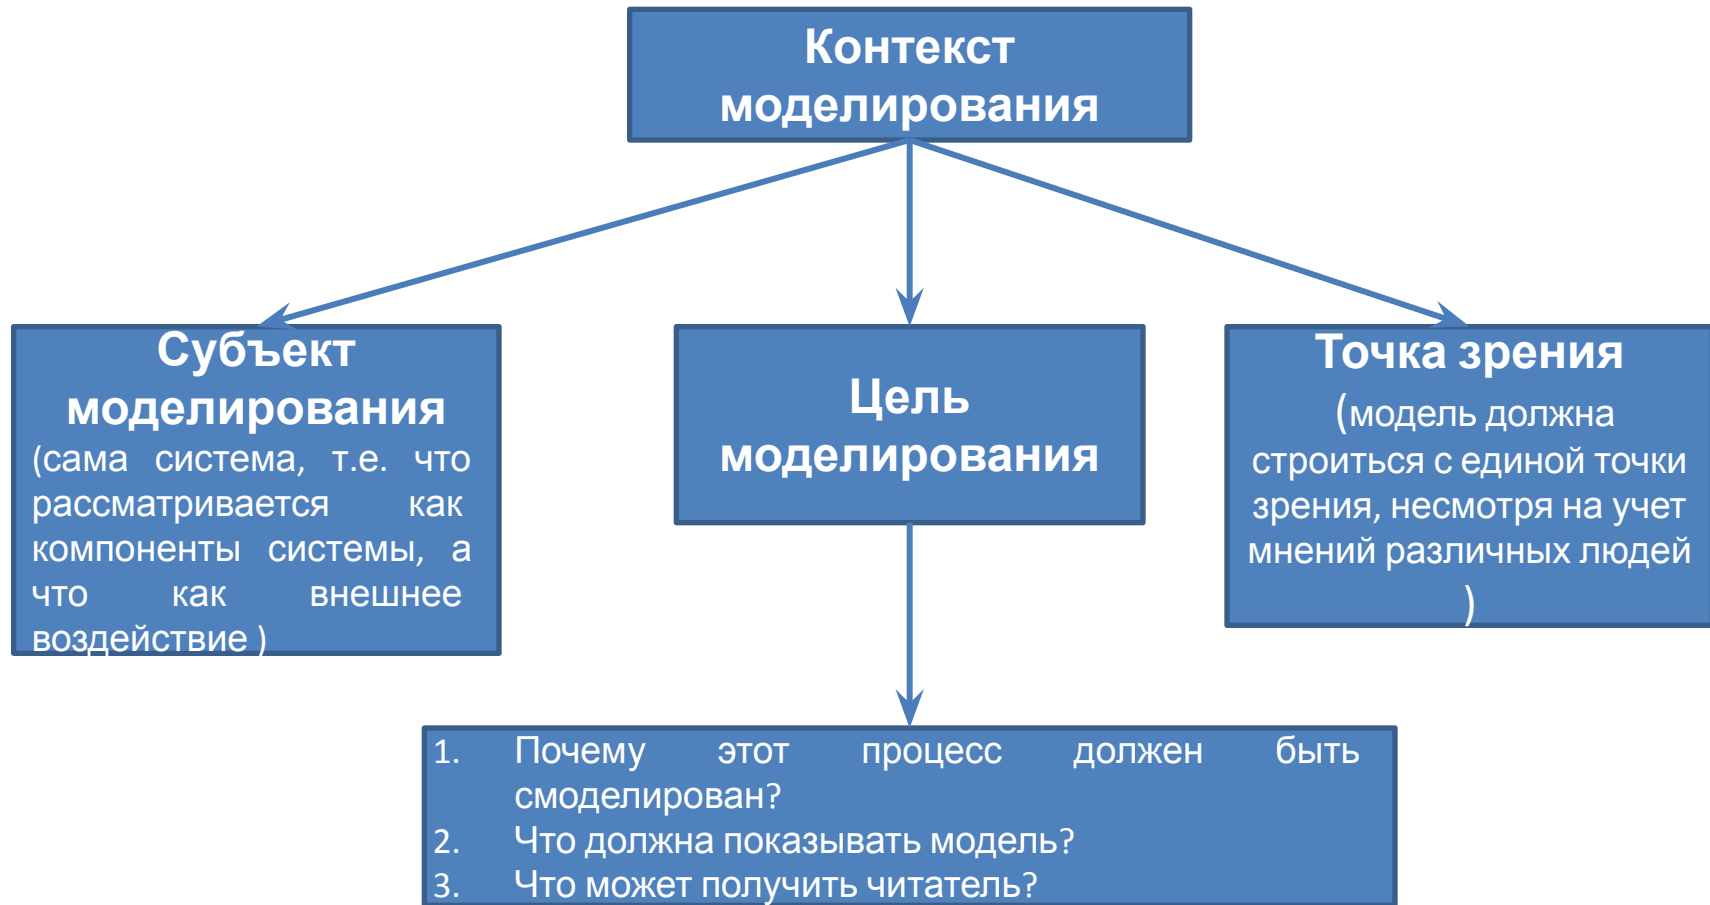 Контекст
моделирования
Субъект
моделирования
(сама система, т.е. что
рассматривается как
компоненты системы, а
что как внешнее
воздействие )
Цель
моделирования
Точка зрения
(модель должна
строиться с единой точки
зрения, несмотря на учет
мнений различных людей
)
1. Почему этот процесс должен быть
смоделирован?
2. Что должна показывать модель?
3. Что может получить читатель?